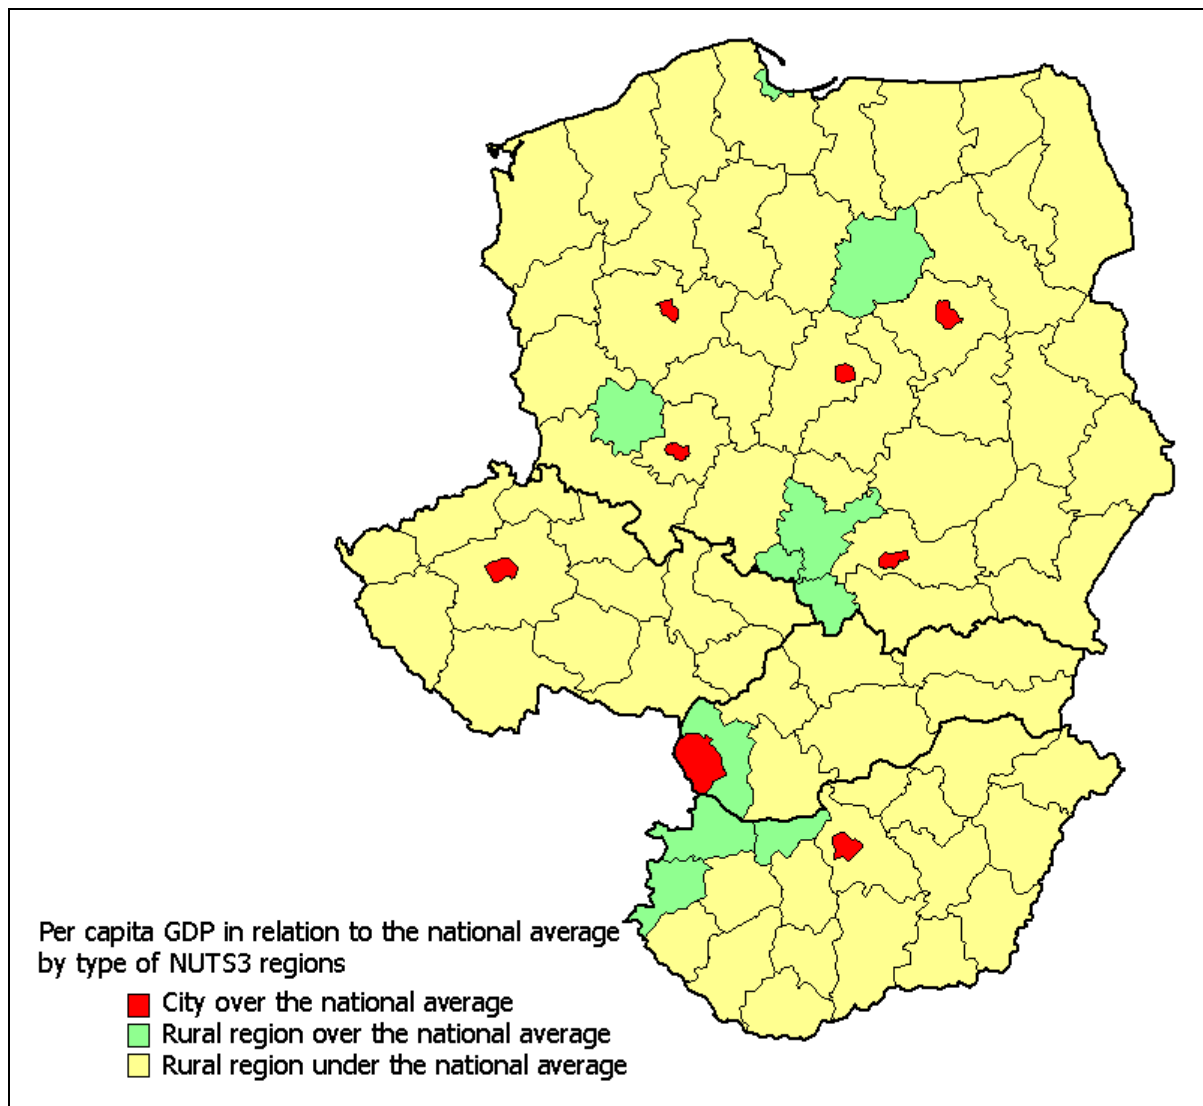 Per capita GDP in relation to the national average
by type of NUTS3 regions
City over the national average
Rural region over the national average
Rural region under the national average